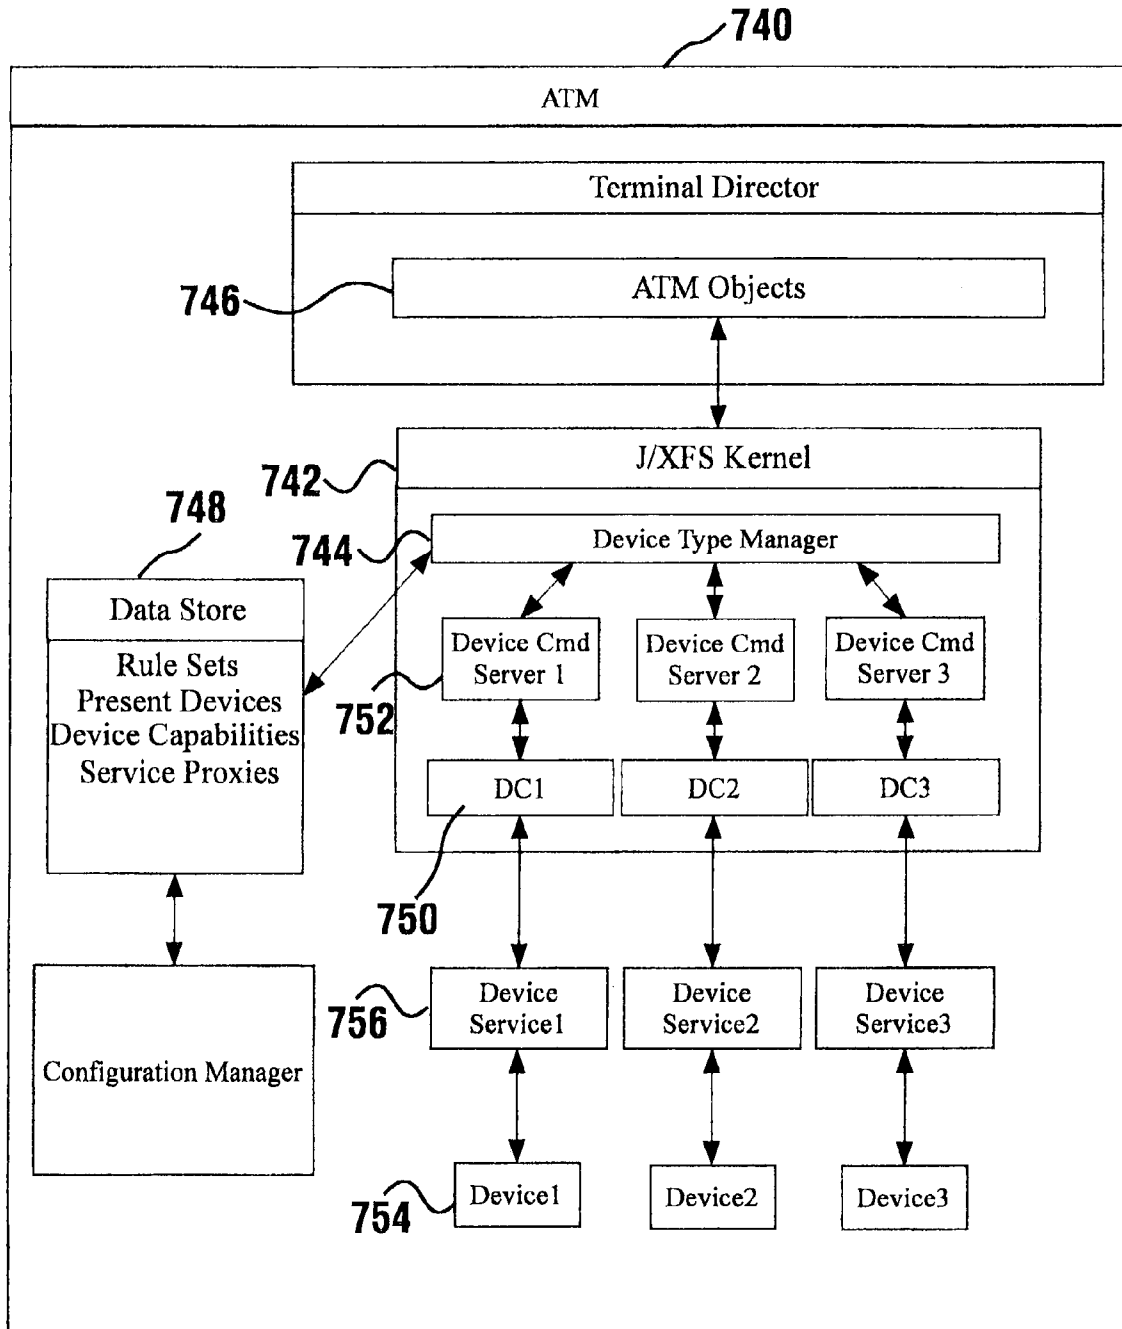 740
ATM
Terminal Director
746
ATM Objects
742
J/XFS Kernel
748
744
Device Type Manager
Data Store
Rule Sets
Present Devices
Device Capabilities
Service Proxies
752
Device Cmd
Server 1
Device Cmd
Server 2
Device Cmd
Server 3
DC1
DC2
DC3
750
756
Device
Service1
Device
Service2
Device
Service3
Configuration Manager
754
Device1
Device2
Device3